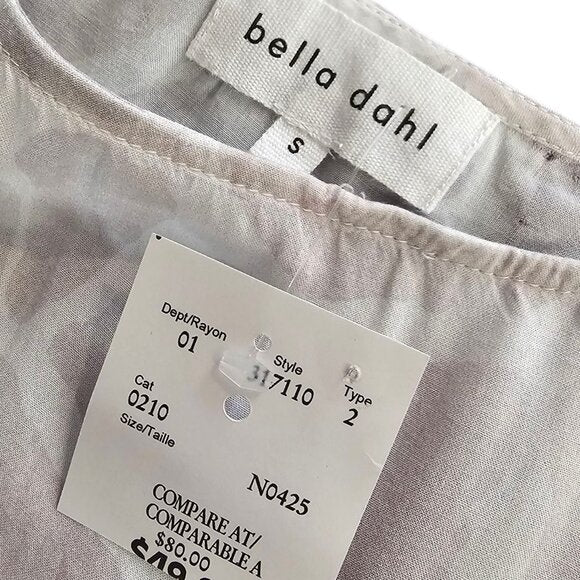 bella dahl
S
Dept/Rayon Style Type
01 317110 2
Cat
0210
Size/Taille
N0425
COMPARE AT/
COMPARABLE A
$80.00